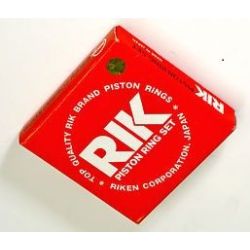 TOP QUALITY RIK BRAND PISTON RINGS
RIK
PISTON RING SET
* RIKEN CORPORATION, JAPAN *
RIK